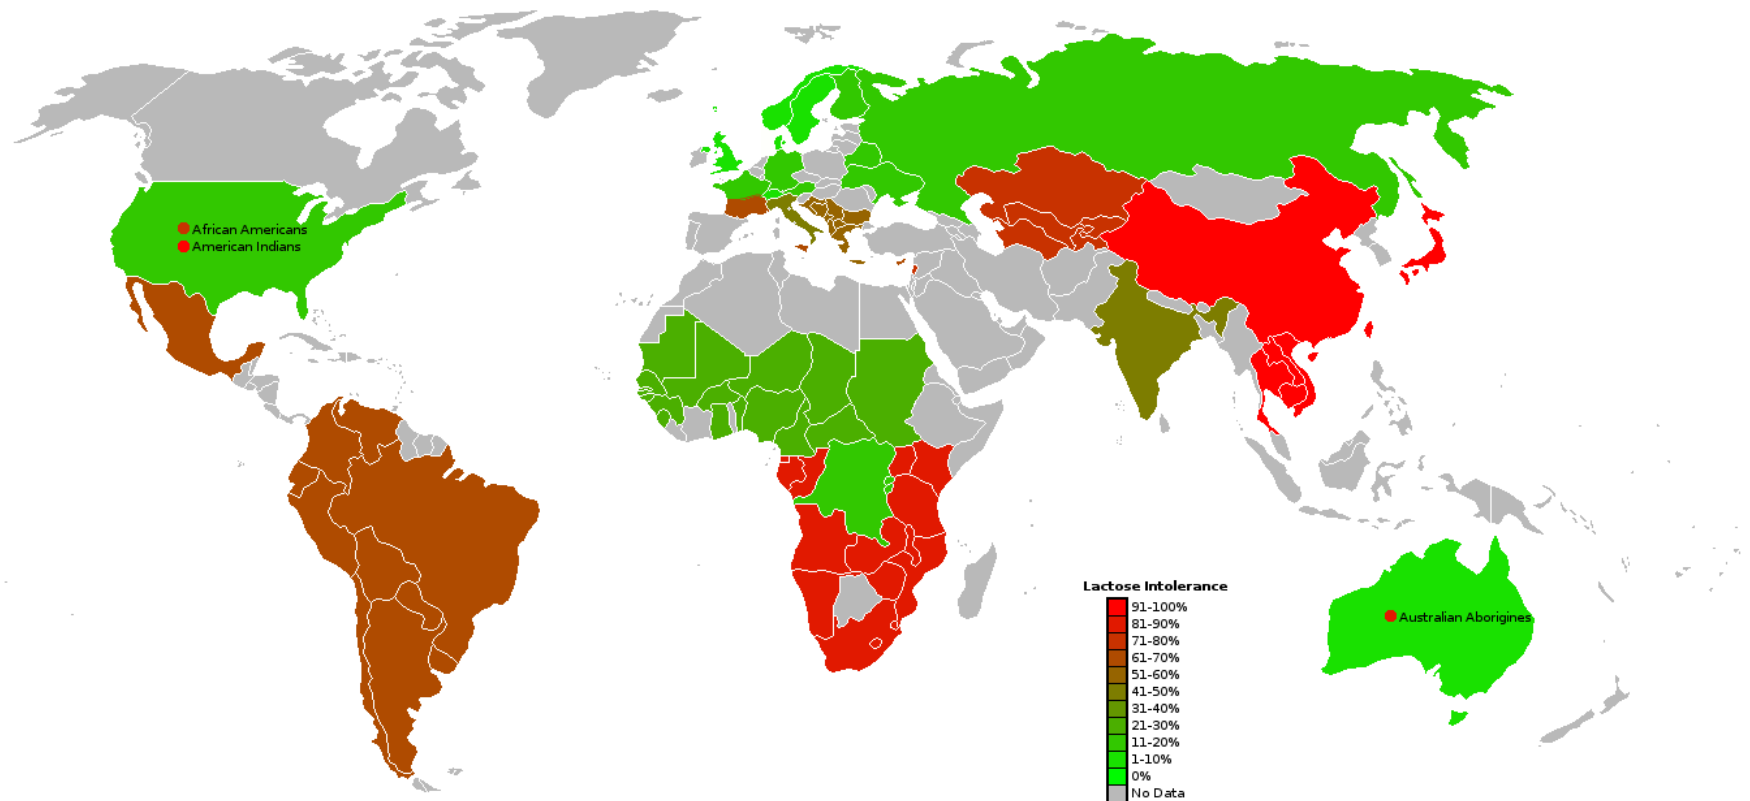 African Americans
American Indians
Lactose Intolerance
91-100%
81-90%
71-80%
61-70%
51-60%
41-50%
31-40%
21-30%
11-20%
1-10%
0%
No Data
Australian Aborigines